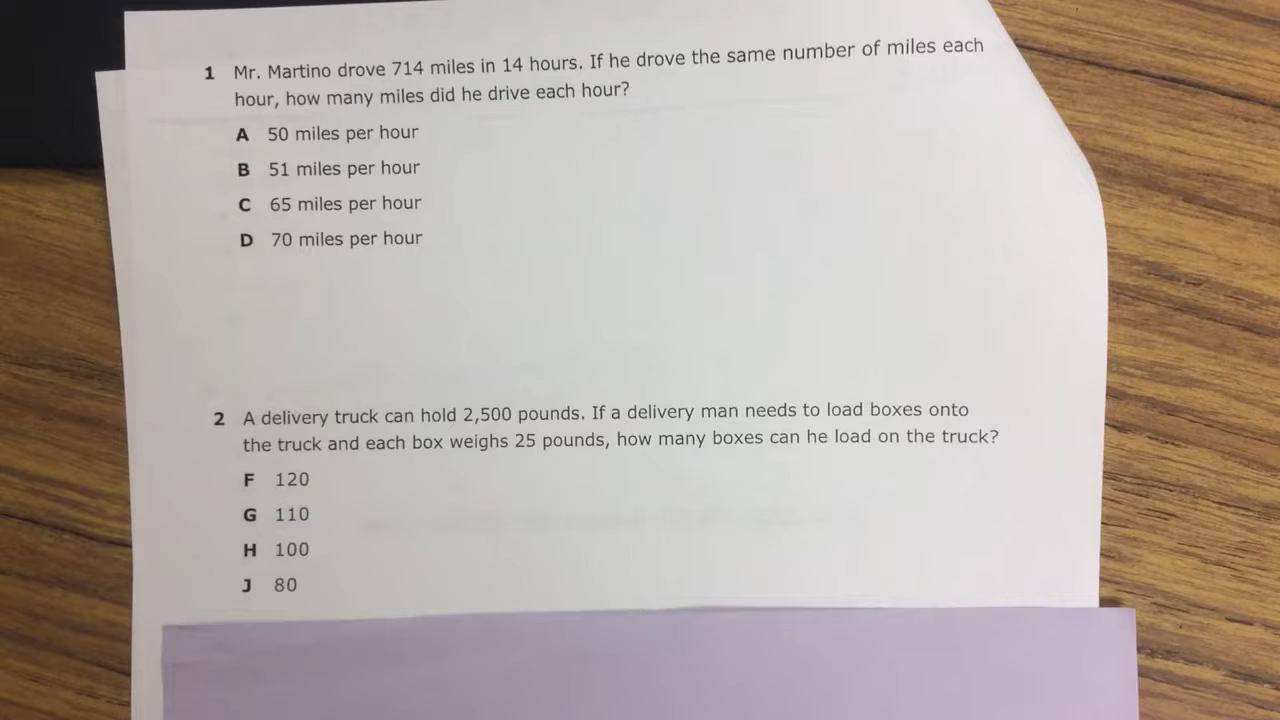 1 Mr. Martino drove 714 miles in 14 hours. If he drove the same number of miles each
hour, how many miles did he drive each hour?
A 50 miles per hour
B 51 miles per hour
C 65 miles per hour
D 70 miles per hour
2 A delivery truck can hold 2,500 pounds. If a delivery man needs to load boxes onto
the truck and each box weighs 25 pounds, how many boxes can he load on the truck?
F 120
G 110
H 100
J 80